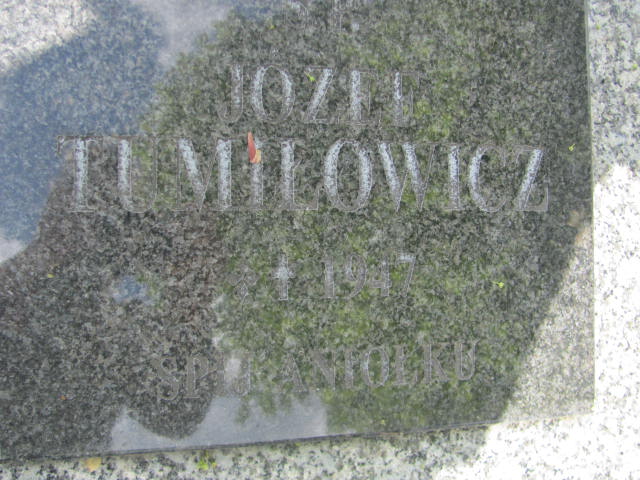 JÓZEF
TUMIŁOWICZ
* † 1947
ŚPIJ ANIOŁKU